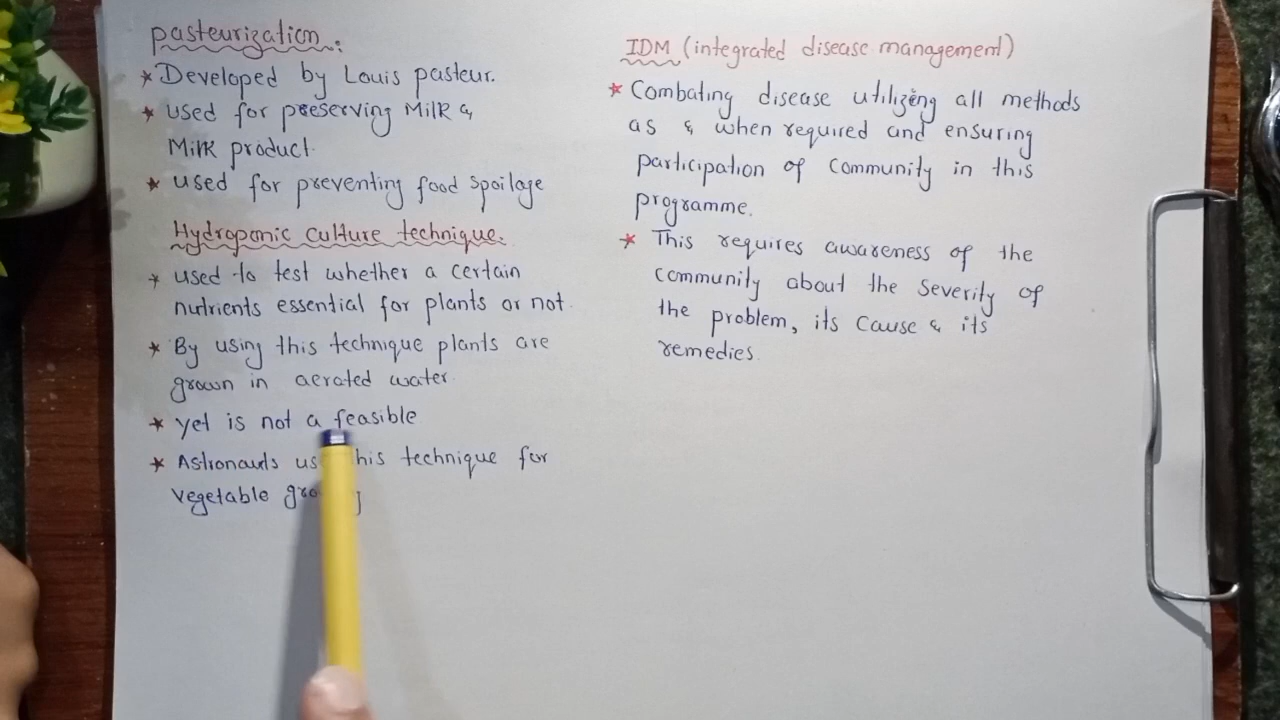 pasteurization:
* Developed by Louis pasteur.
* used for preserving Milk &
Milk product.
* used for preventing food spoilage
Hydroponic culture technique:
* used to test whether a certain
nutrients essential for plants or not.
* By using this technique plants are
grown in aerated water.
* yet is not a feasible
* Astronauds technique for
vegetable
IDM (integrated disease management)
* Combating disease utilizing all methods
as & when required and ensuring
participation of community in this
programme.
* This requires awareness of the
community about the severity of
the problem, its cause & its
remedies.